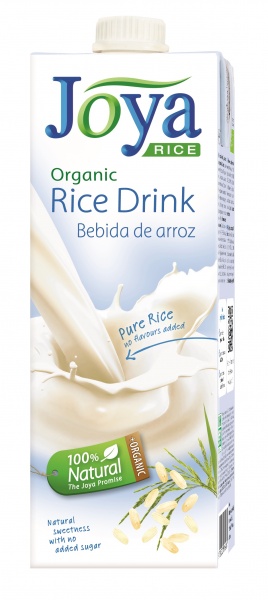 Joya
RICE
Organic
Rice Drink
Bebida de arroz
Pure Rice
no flavours added
100%
Natural
The Joya Promise
+ORGANIC
Natural
sweetness
with no
added sugar